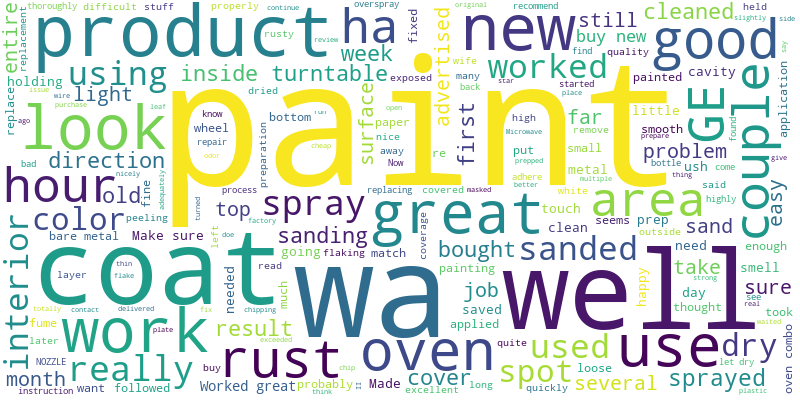 thoroughly difficult stuff properly continue overspray recommend original held side
entire replacement product ha new good cleaned
rusty week fixed still buy new slightly
using inside turntable advertised worked find quality wife cavity
replace holding light dried exposed many painted started back place
issue wire purchase leaf star open
look paint GE couple application say
ago know wheel repair odor bottom paper nice away Now surface first far high put Microwave prepped better little remove small metal smooth prepare bottle thing found
bad direction preparation cheap run re problem ush come give
hour old fine process replacing covered masked adhere white multiple said highly easy
nicely adequately turned top spray great area touch outside
color peeling factory doe seems prep sand
bare metal Make sure left sanding coverage clean need enough
interior coat going flaking match bought sanded take smell
thin flake layer read wa well painting happy day strong sure
fume work totally contact delivered fix needed much job saved applied thought see real
later really plate chipping result exceeded quite used use dry took waited
month NOZZLE buy rust chip oven spot loose sprayed let dry oven combo
instruction want followed Worked great probably think Made II cover excellent long quickly several plastic